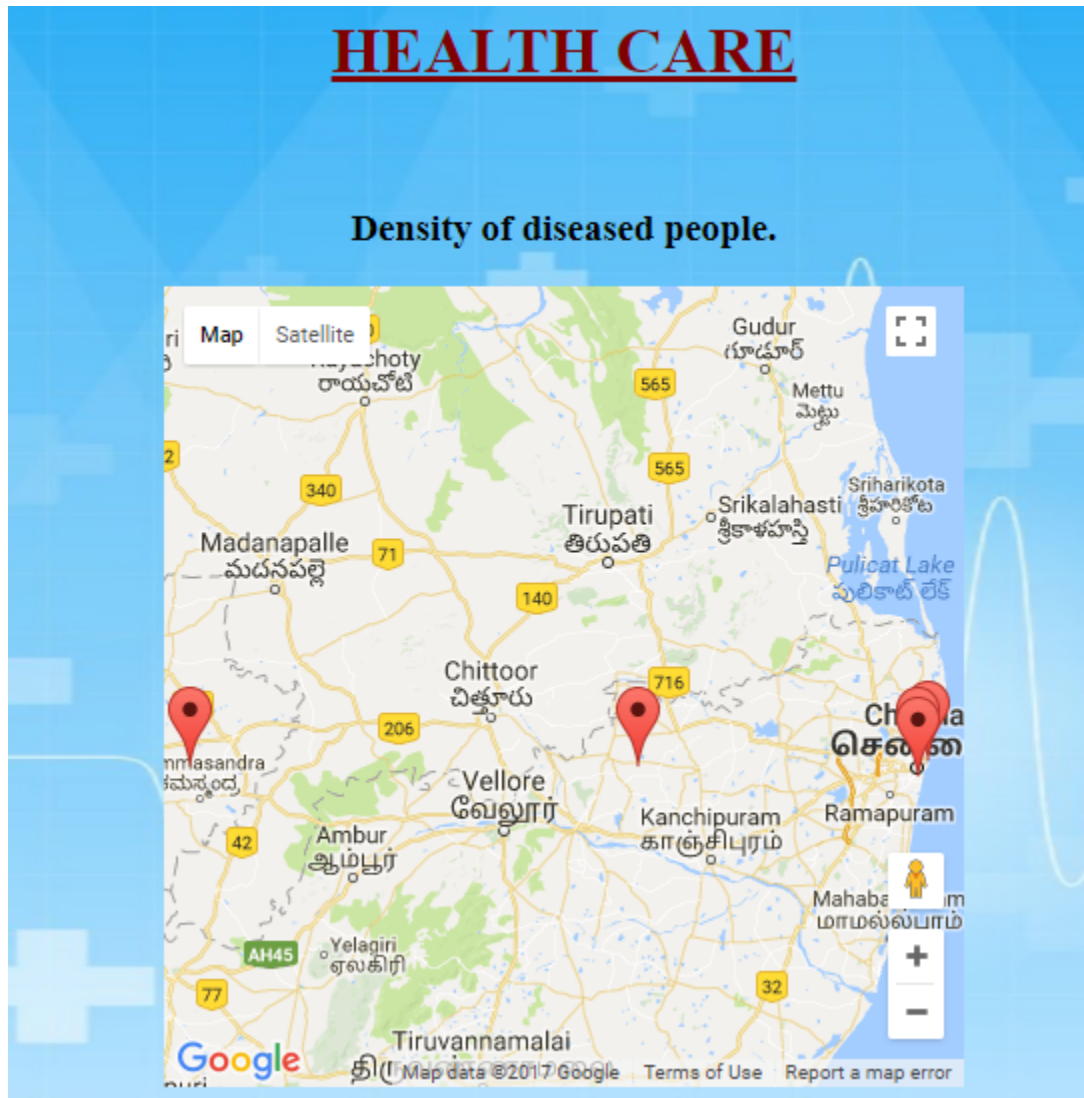 HEALTH CARE
Density of diseased people.
Map Satellite
రాయచోటి
Gudur
గూడూర్
565
Mettu
మెట్టు
2
340
565
Sriharikota
శ్రీహరికోట
Tirupati
తిరుపతి
Srikalahasti
శ్రీకాళహస్తి
Madanapalle
మదనపల్లె
71
Pulicat Lake
పులికాట్ లేక్
140
Chittoor
చిత్తూరు
716
206
Vellore
வேலூர்
Kanchipuram
காஞ்சிபுரம்
Ramapuram
42
Ambur
ஆம்பூர்
AH45
Yelagiri
ஏலகிரி
77
32
Tiruvannamalai
Google
Map data ©2017 Google Terms of Use Report a map error